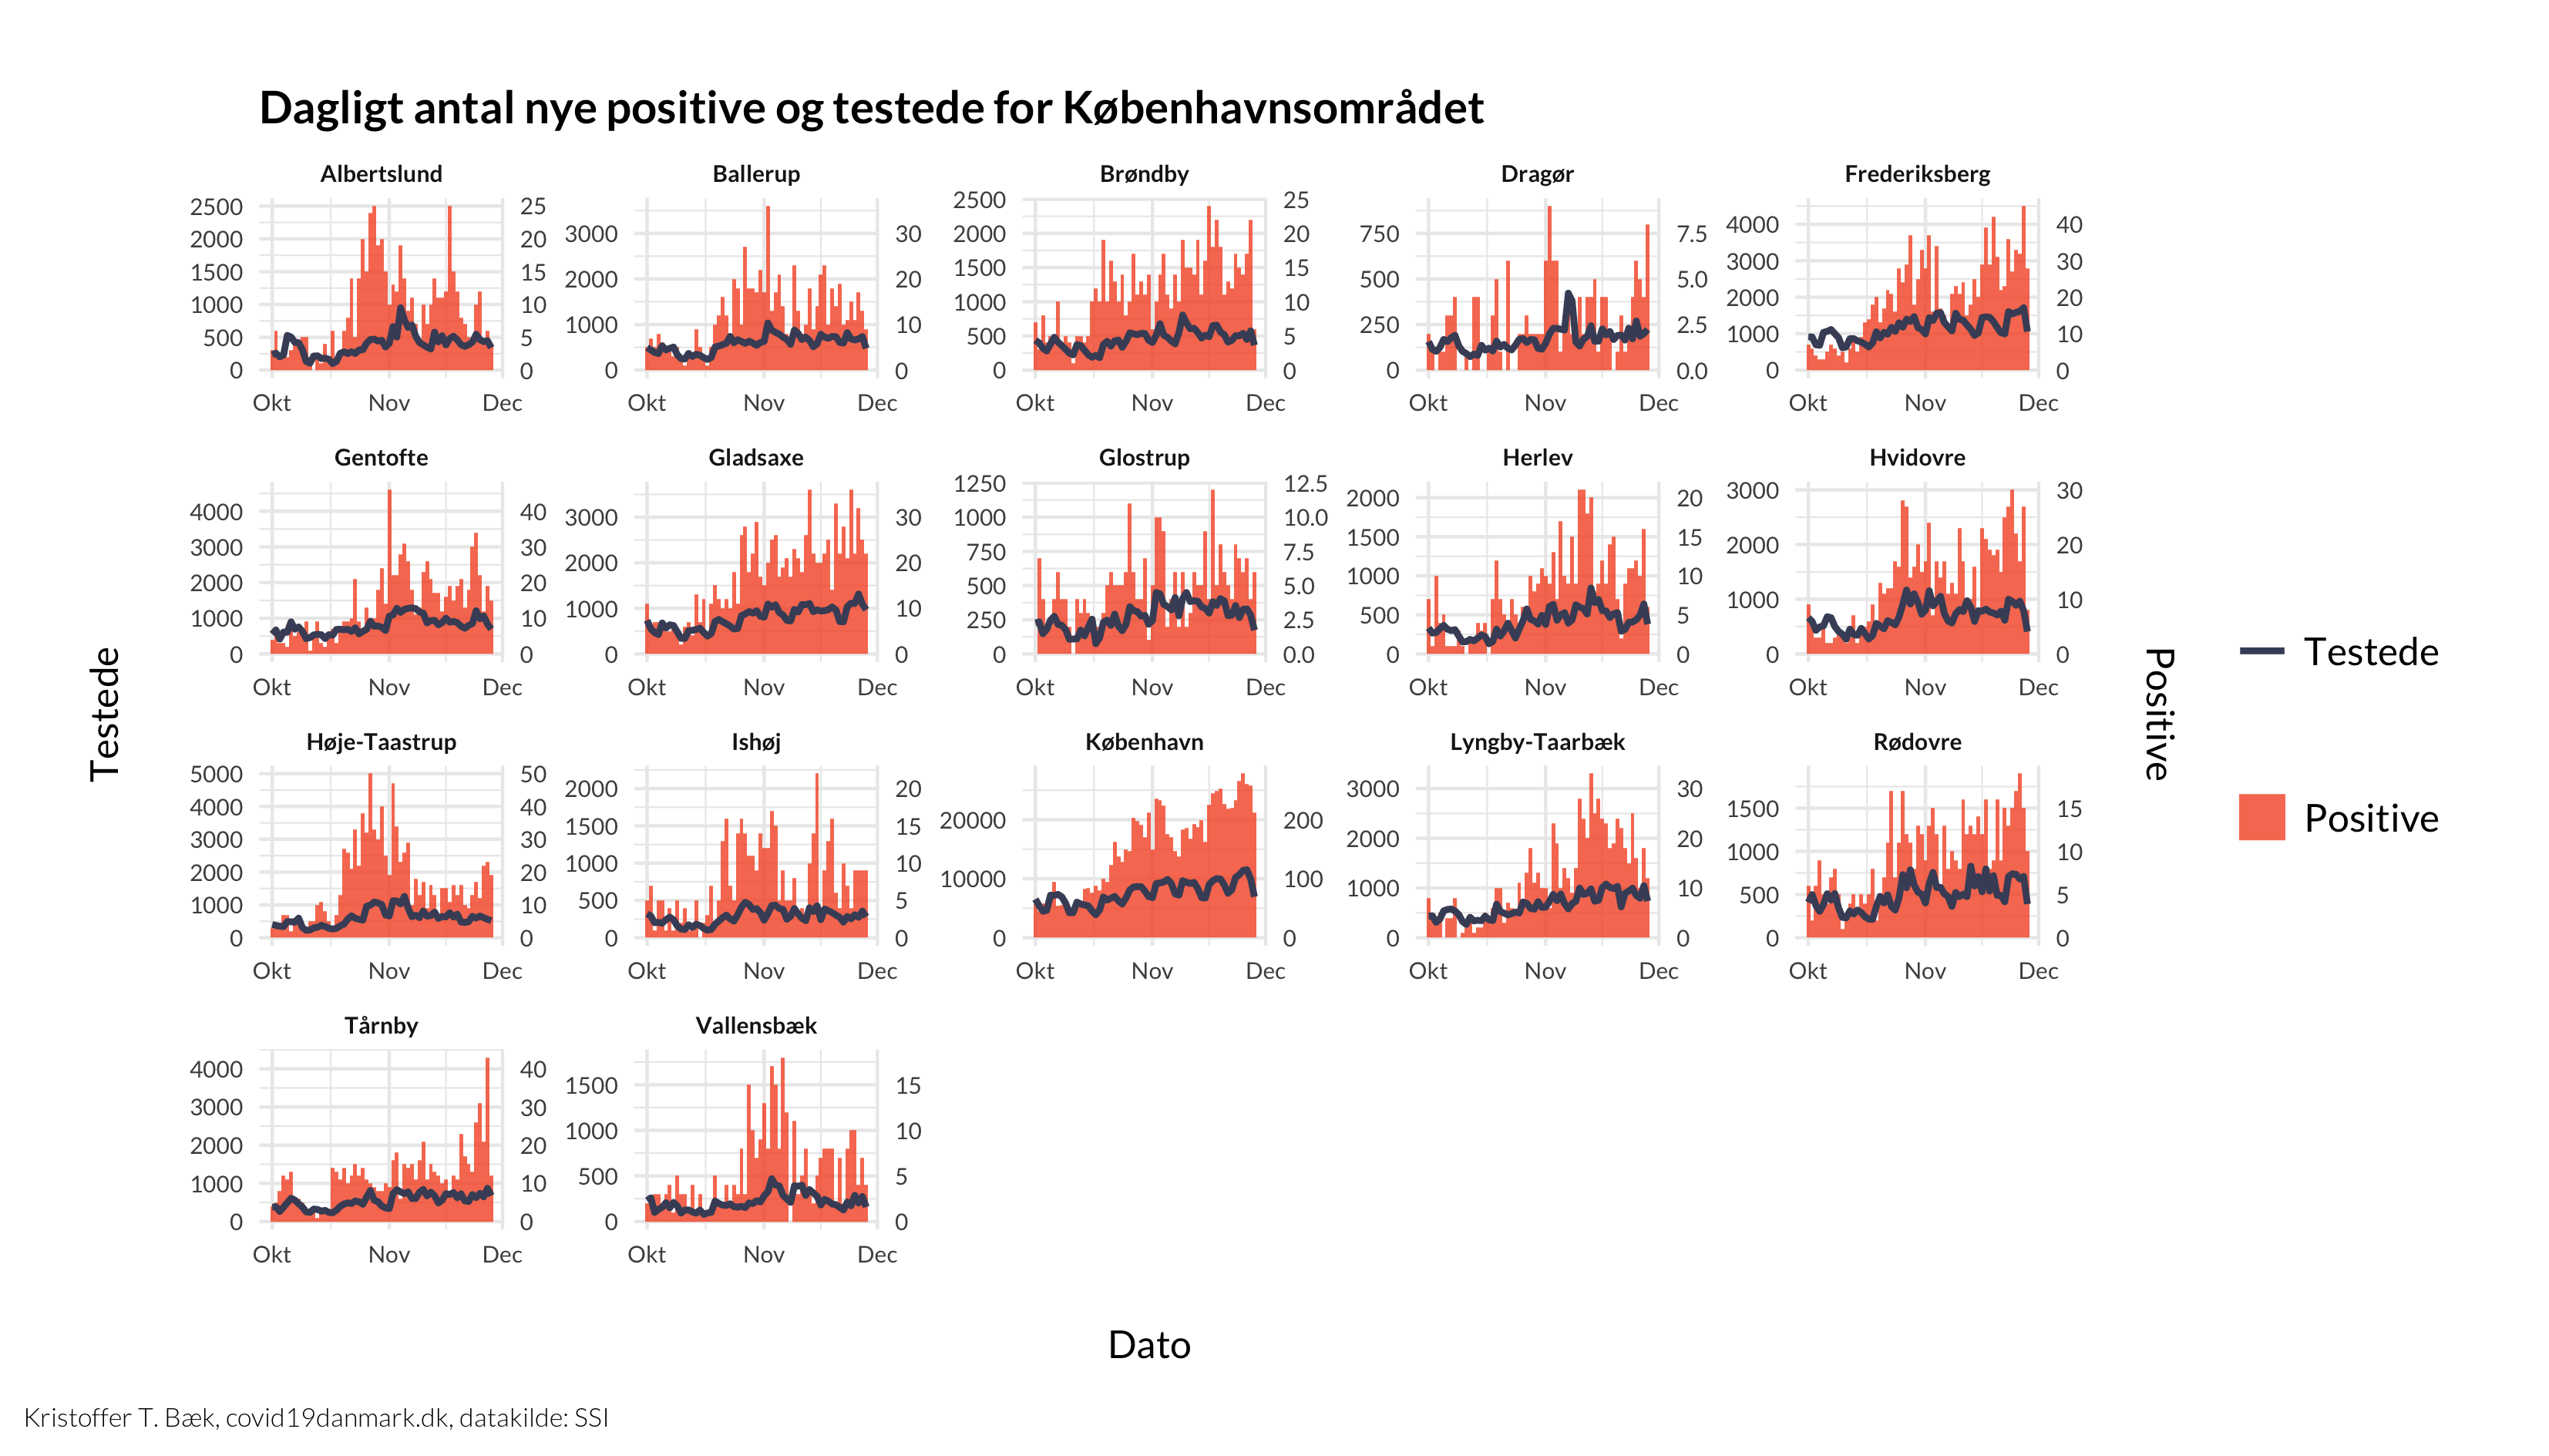 Dagligt antal nye positive og testede for Københavnsområdet
Albertslund Ballerup Brøndby Dragør Frederiksberg
2500 2000 1500 1000 500 0 25 20 15 10 5 0
3000 2000 1000 0 30 20 10 0
2500 2000 1500 1000 500 0 25 20 15 10 5 0
750 500 250 0 7.5 5.0 2.5 0.0
4000 3000 2000 1000 0 40 30 20 10 0
Okt Nov Dec Okt Nov Dec Okt Nov Dec Okt Nov Dec Okt Nov Dec
Gentofte Gladsaxe Glostrup Herlev Hvidovre
4000 3000 2000 1000 0 40 30 20 10 0
3000 2000 1000 0 30 20 10 0
1250 1000 750 500 250 0 12.5 10.0 7.5 5.0 2.5 0.0
2000 1500 1000 500 0 20 15 10 5 0
3000 2000 1000 0 30 20 10 0
Okt Nov Dec Okt Nov Dec Okt Nov Dec Okt Nov Dec Okt Nov Dec
Høje-Taastrup Ishøj København Lyngby-Taarbæk Rødovre
5000 4000 3000 2000 1000 0 50 40 30 20 10 0
2000 1500 1000 500 0 20 15 10 5 0
20000 10000 0 200 100 0
3000 2000 1000 0 30 20 10 0
1500 1000 500 0 15 10 5 0
Okt Nov Dec Okt Nov Dec Okt Nov Dec Okt Nov Dec Okt Nov Dec
Tårnby Vallensbæk
4000 3000 2000 1000 0 40 30 20 10 0
1500 1000 500 0 15 10 5 0
Okt Nov Dec Okt Nov Dec
Testede
Positive
Testede
Positive
Dato
Kristoffer T. Bæk, covid19danmark.dk, datakilde: SSI